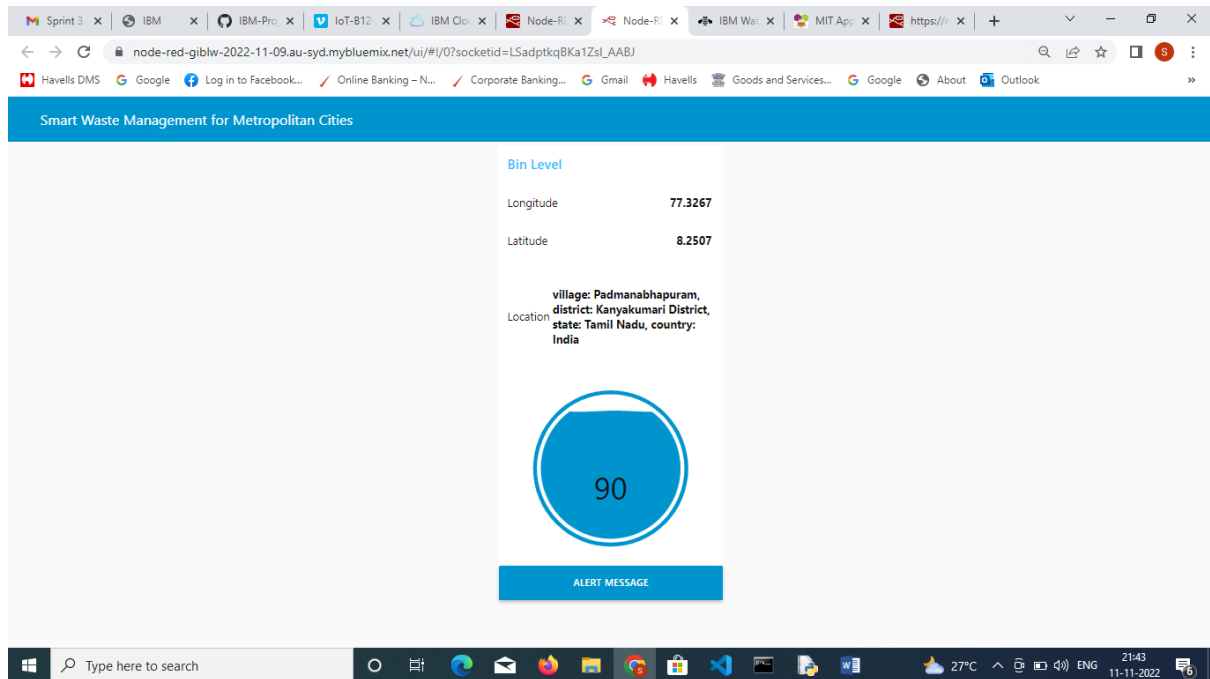 Sprint 3. IBM IBM-Pro IoT-B12- IBM Clo Node-RE Node-RE IBM Wat MIT App https://
node-red-giblw-2022-11-09.au-syd.mybluemix.net/ui/#!/0?socketid=LSadptkqBKa1ZsI_AABJ S
Havells DMS Google Log in to Facebook... Online Banking – N... Corporate Banking... Gmail Havells Goods and Services... Google About Outlook »
Smart Waste Management for Metropolitan Cities
Bin Level
Longitude 77.3267
Latitude 8.2507
Location village: Padmanabhapuram,
district: Kanyakumari District,
state: Tamil Nadu, country:
India
90
ALERT MESSAGE
Type here to search 27°C ENG 21:43
11-11-2022 6